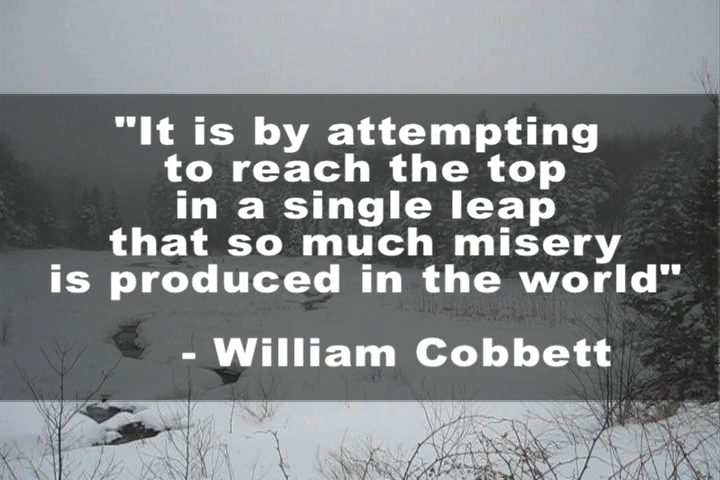 "It is by attempting
to reach the top
in a single leap
that so much misery
is produced in the world"
- William Cobbett